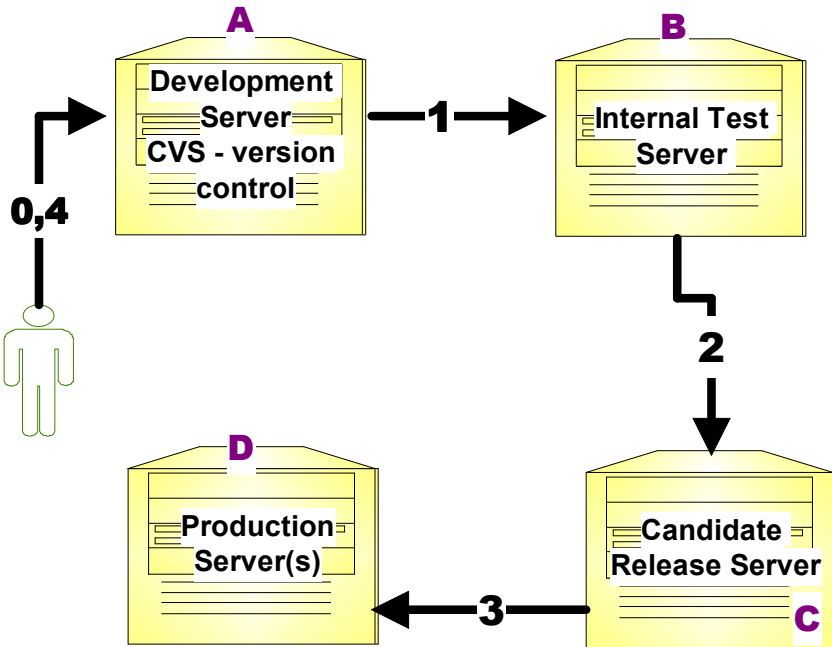 A
Development
Server
CVS - version
control
1
B
Internal Test
Server
0,4
2
D
Production
Server(s)
3
Candidate
Release Server
C